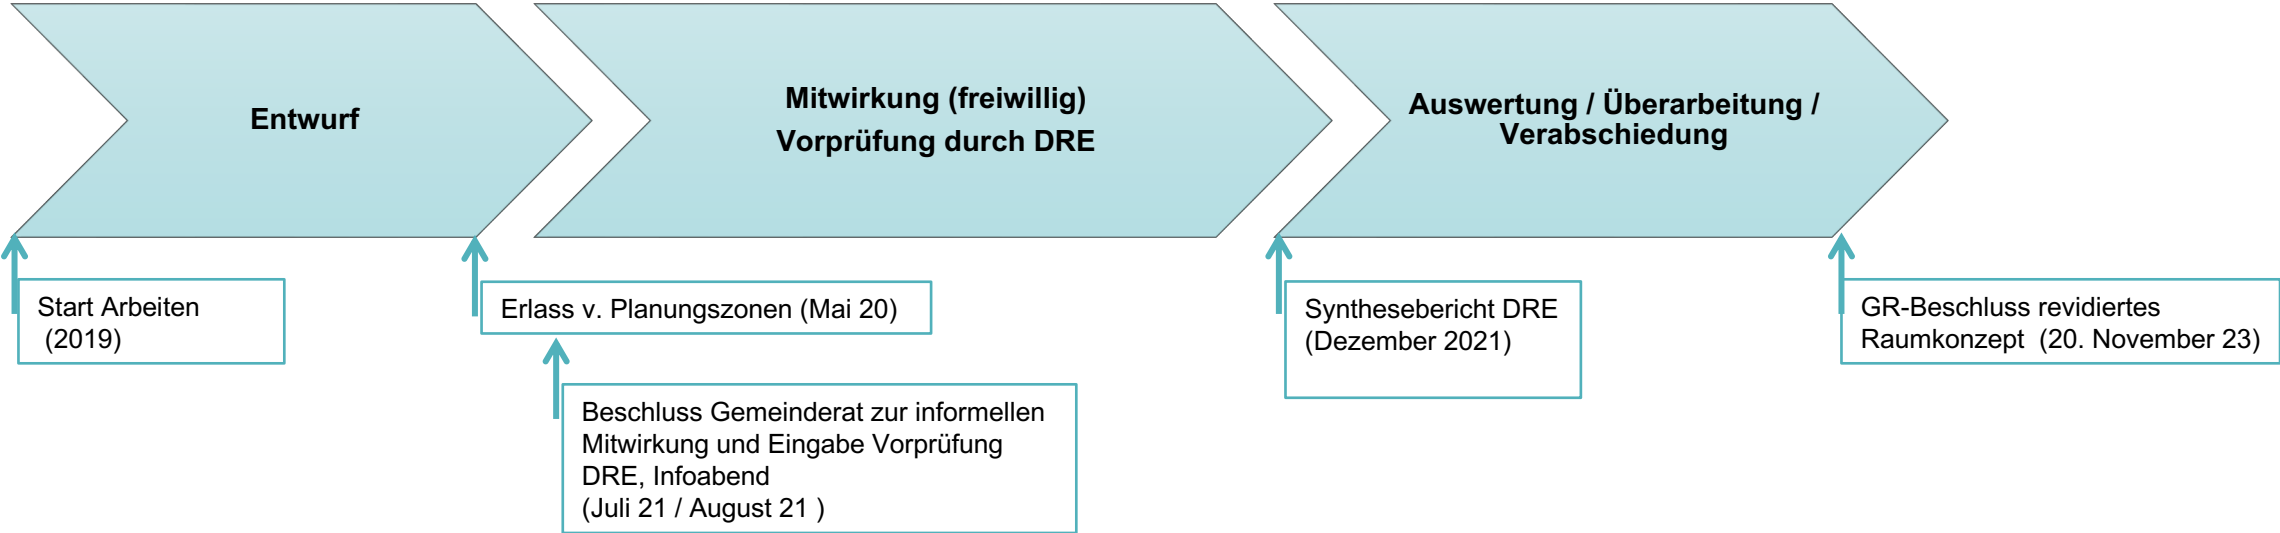 Entwurf
Mitwirkung (freiwillig)
Vorprüfung durch DRE
Auswertung / Überarbeitung /
Verabschiedung
Start Arbeiten
(2019)
Erlass v. Planungszonen (Mai 20)
Beschluss Gemeinderat zur informellen
Mitwirkung und Eingabe Vorprüfung
DRE, Infoabend
(Juli 21 / August 21 )
Synthesebericht DRE
(Dezember 2021)
GR-Beschluss revidiertes
Raumkonzept  (20. November 23)